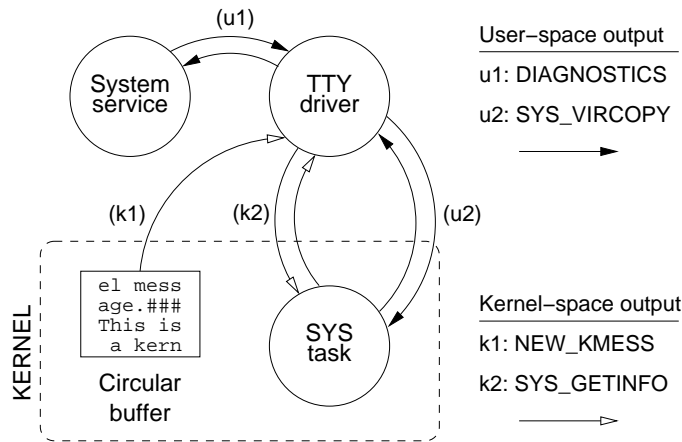 (u1)
System
service
TTY
driver
User−space output
u1: DIAGNOSTICS
u2: SYS_VIRCOPY
(k1)
(k2)
(u2)
KERNEL
el mess
age.###
This is
a kern
Circular
buffer
SYS
task
Kernel−space output
k1: NEW_KMESS
k2: SYS_GETINFO